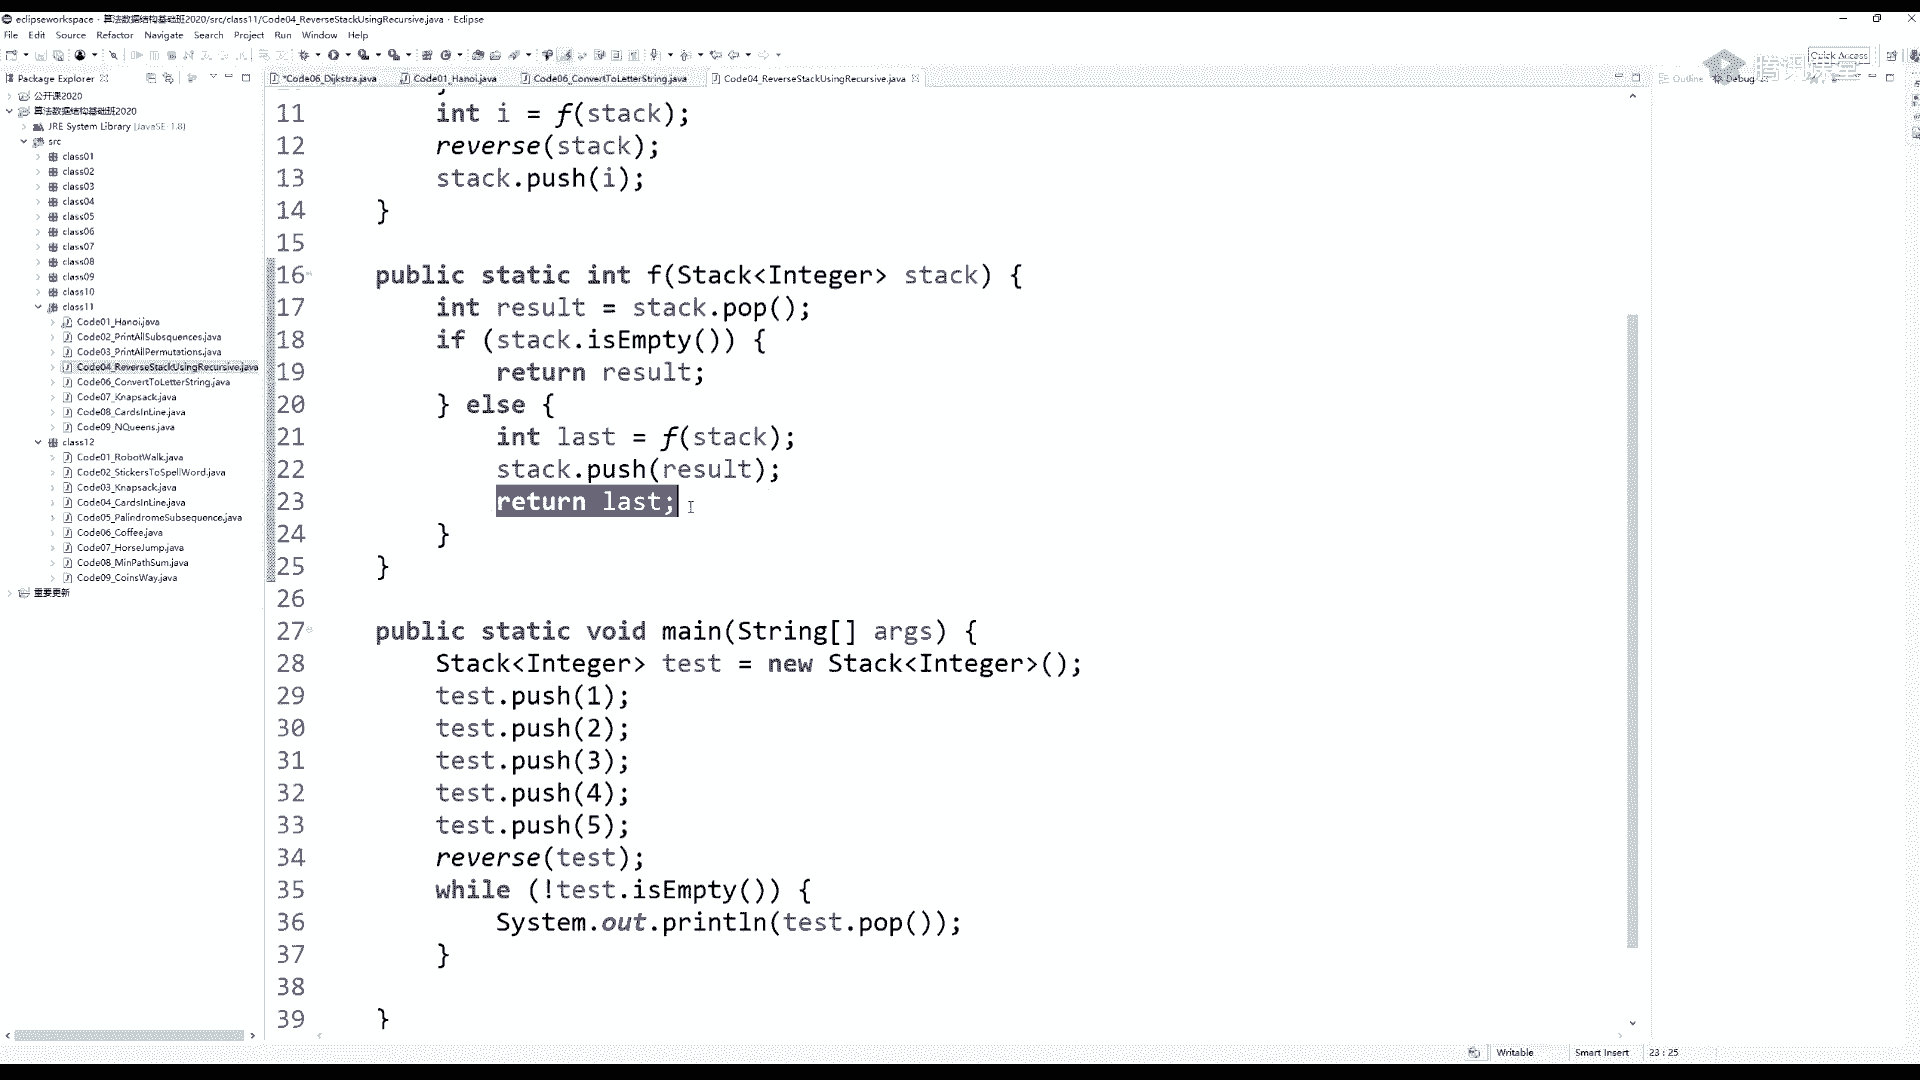 eclipseworkspace - 算法数据结构基础班2020/src/class11/Code04_ReverseStackUsingRecursive.java - Eclipse
File Edit Source Refactor Navigate Search Project Run Window Help
Quick Access
腾讯课堂
Package Explorer
*Code06_Dijkstra.java
Code01_Hanoi.java
Code06_ConvertToLetterString.java
Code04_ReverseStackUsingRecursive.java
Outline
Debug
公开课2020
算法数据结构基础班2020
JRE System Library [JavaSE-1.8]
src
class01
class02
class03
class04
class05
class06
class07
class08
class09
class10
class11
Code01_Hanoi.java
Code02_PrintAllSubsquences.java
Code03_PrintAllPermutations.java
Code04_ReverseStackUsingRecursive.java
Code06_ConvertToLetterString.java
Code07_Knapsack.java
Code08_CardsInLine.java
Code09_NQueens.java
class12
Code01_RobotWalk.java
Code02_StickersToSpellWord.java
Code03_Knapsack.java
Code04_CardsInLine.java
Code05_PalindromeSubsequence.java
Code06_Coffee.java
Code07_HorseJump.java
Code08_MinPathSum.java
Code09_CoinsWay.java
重要更新
11 int i = f(stack);
12 reverse(stack);
13 stack.push(i);
14 }
15
16 public static int f(Stack<Integer> stack) {
17 int result = stack.pop();
18 if (stack.isEmpty()) {
19 return result;
20 } else {
21 int last = f(stack);
22 stack.push(result);
23 return last;
24 }
25 }
26
27 public static void main(String[] args) {
28 Stack<Integer> test = new Stack<Integer>();
29 test.push(1);
30 test.push(2);
31 test.push(3);
32 test.push(4);
33 test.push(5);
34 reverse(test);
35 while (!test.isEmpty()) {
36 System.out.println(test.pop());
37 }
38
39 }
Writable Smart Insert 23 : 25